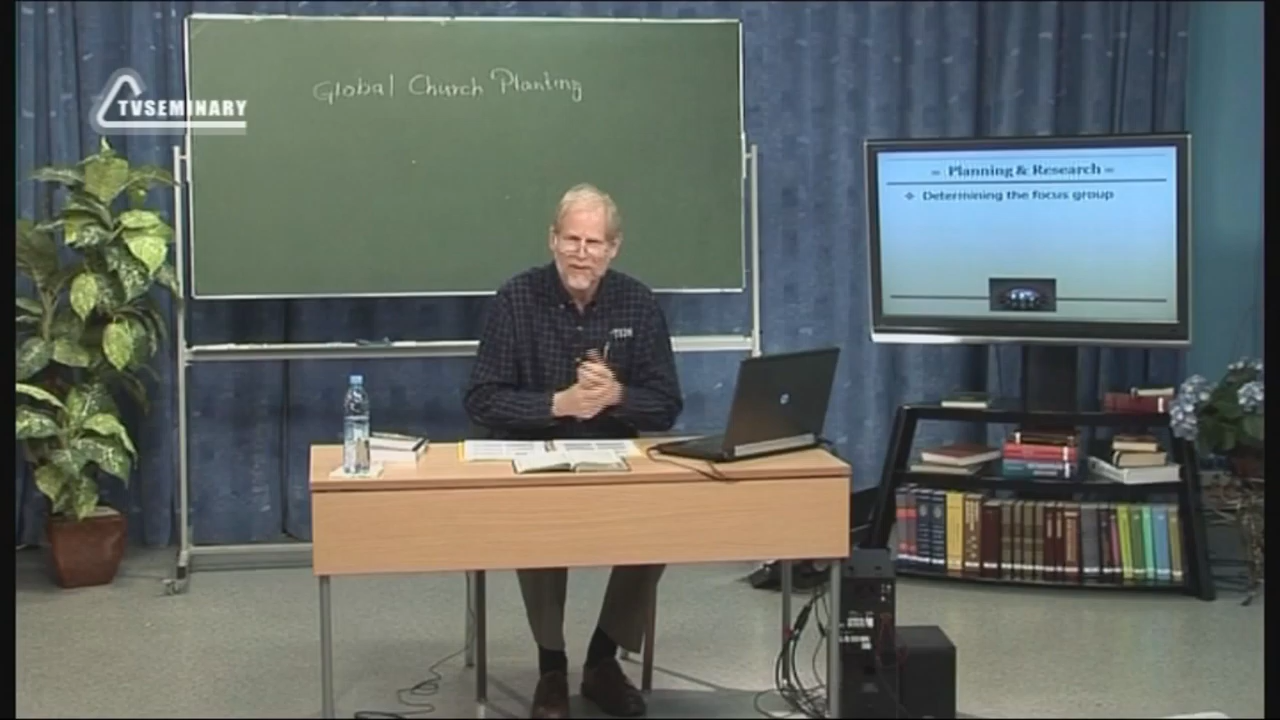 Global Church Planting
TVSEMINARY
Planning & Research
❖ Determining the focus group